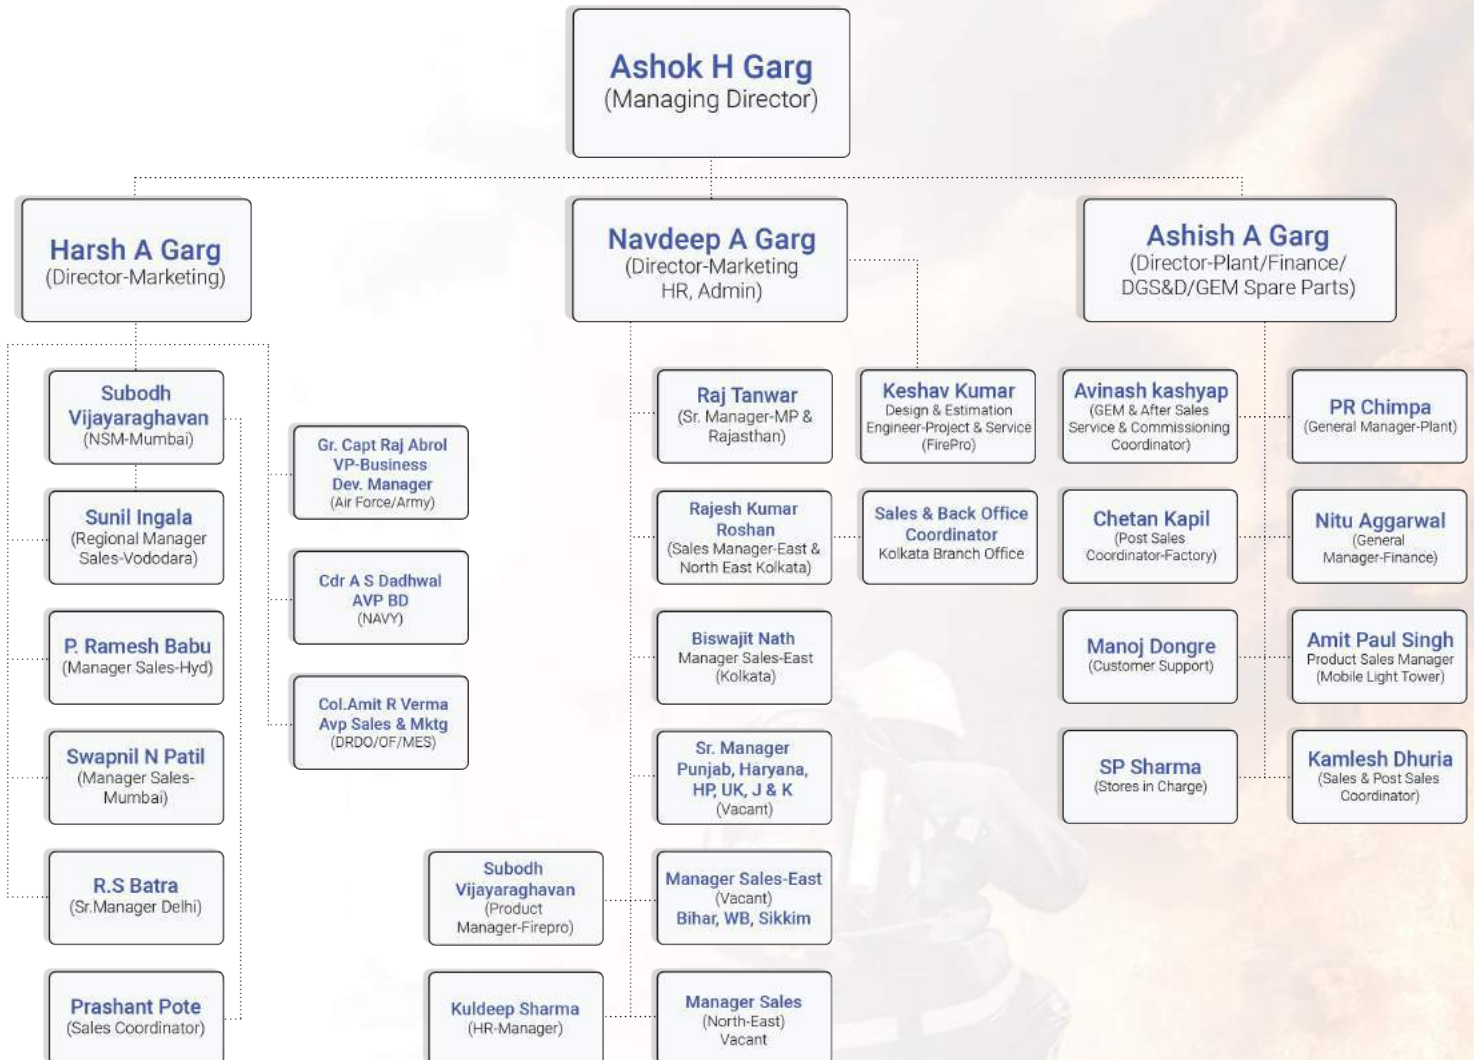 Ashok H Garg
(Managing Director)
Harsh A Garg
(Director-Marketing)
Navdeep A Garg
(Director-Marketing
HR, Admin)
Ashish A Garg
(Director-Plant/Finance/
DGS&D/GEM Spare Parts)
Subodh
Vijayaraghavan
(NSM-Mumbai)
Sunil Ingala
(Regional Manager
Sales-Vododara)
P. Ramesh Babu
(Manager Sales-Hyd)
Swapnil N Patil
(Manager Sales-
Mumbai)
R.S Batra
(Sr.Manager Delhi)
Prashant Pote
(Sales Coordinator)
Gr. Capt Raj Abrol
VP-Business
Dev. Manager
(Air Force/Army)
Cdr A S Dadhwal
AVP BD
(NAVY)
Col.Amit R Verma
Avp Sales & Mktg
(DRDO/OF/MES)
Raj Tanwar
(Sr. Manager-MP &
Rajasthan)
Keshav Kumar
Design & Estimation
Engineer-Project & Service
(FirePro)
Rajesh Kumar
Roshan
(Sales Manager-East &
North East Kolkata)
Sales & Back Office
Coordinator
Kolkata Branch Office
Biswajit Nath
Manager Sales-East
(Kolkata)
Sr. Manager
Punjab, Haryana,
HP, UK, J & K
(Vacant)
Subodh
Vijayaraghavan
(Product
Manager-Firepro)
Manager Sales-East
(Vacant)
Bihar, WB, Sikkim
Kuldeep Sharma
(HR-Manager)
Manager Sales
(North-East)
Vacant
Avinash kashyap
(GEM & After Sales
Service & Commissioning
Coordinator)
PR Chimpa
(General Manager-Plant)
Chetan Kapil
(Post Sales
Coordinator-Factory)
Nitu Aggarwal
(General
Manager-Finance)
Manoj Dongre
(Customer Support)
Amit Paul Singh
Product Sales Manager
(Mobile Light Tower)
SP Sharma
(Stores in Charge)
Kamlesh Dhuria
(Sales & Post Sales
Coordinator)